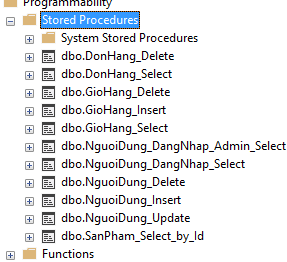 Programmability
Stored Procedures
System Stored Procedures
dbo.DonHang_Delete
dbo.DonHang_Select
dbo.GioHang_Delete
dbo.GioHang_Insert
dbo.GioHang_Select
dbo.NguoiDung_DangNhap_Admin_Select
dbo.NguoiDung_DangNhap_Select
dbo.NguoiDung_Delete
dbo.NguoiDung_Insert
dbo.NguoiDung_Update
dbo.SanPham_Select_by_Id
Functions